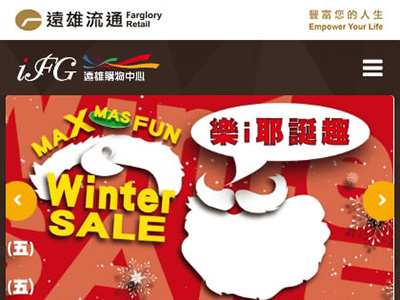 遠雄流通 Farglory Retail
豐富您的人生
Empower Your Life
iFG 遠雄購物中心
MAX MAS FUN
樂i耶誕趣
Winter
SALE
(五)
(五)